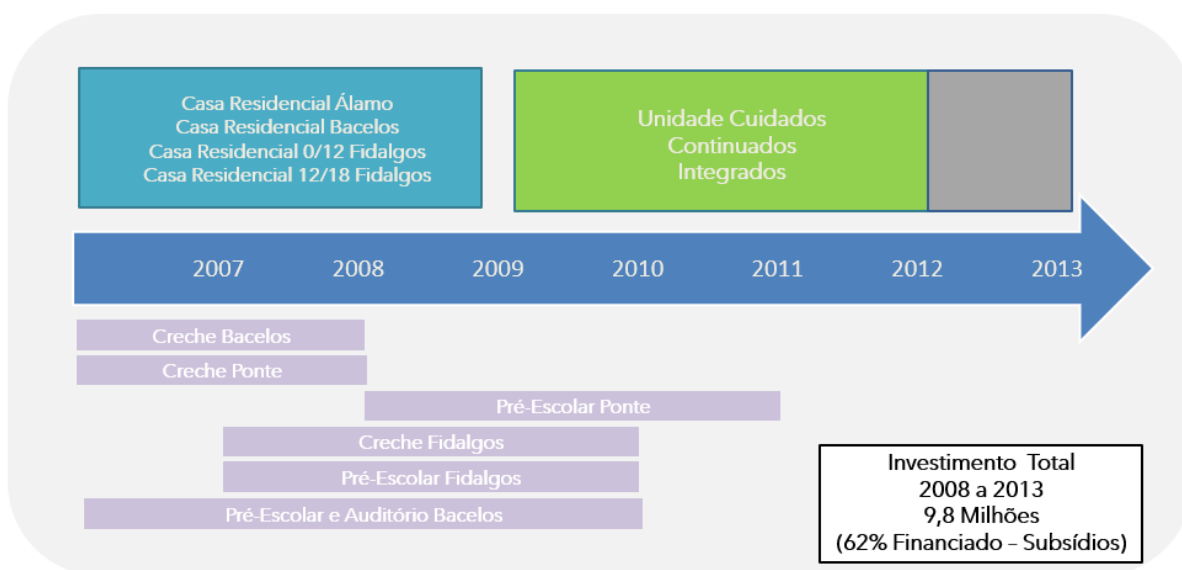 Casa Residencial Álamo
Casa Residencial Bacelos
Casa Residencial 0/12 Fidalgos
Casa Residencial 12/18 Fidalgos
Unidade Cuidados
Continuados
Integrados
2007 2008 2009 2010 2011 2012 2013
Creche Bacelos
Creche Ponte
Pré-Escolar Ponte
Creche Fidalgos
Pré-Escolar Fidalgos
Pré-Escolar e Auditório Bacelos
Investimento Total
2008 a 2013
9,8 Milhões
(62% Financiado – Subsídios)